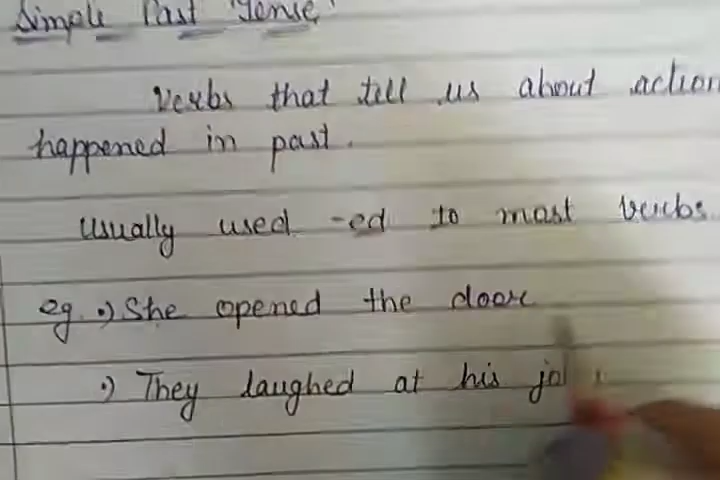 Simple Past Tense
Verbs that tell us about action
happened in past.
Usually used -ed to most verbs.
eg. •) She opened the door
•) They laughed at his